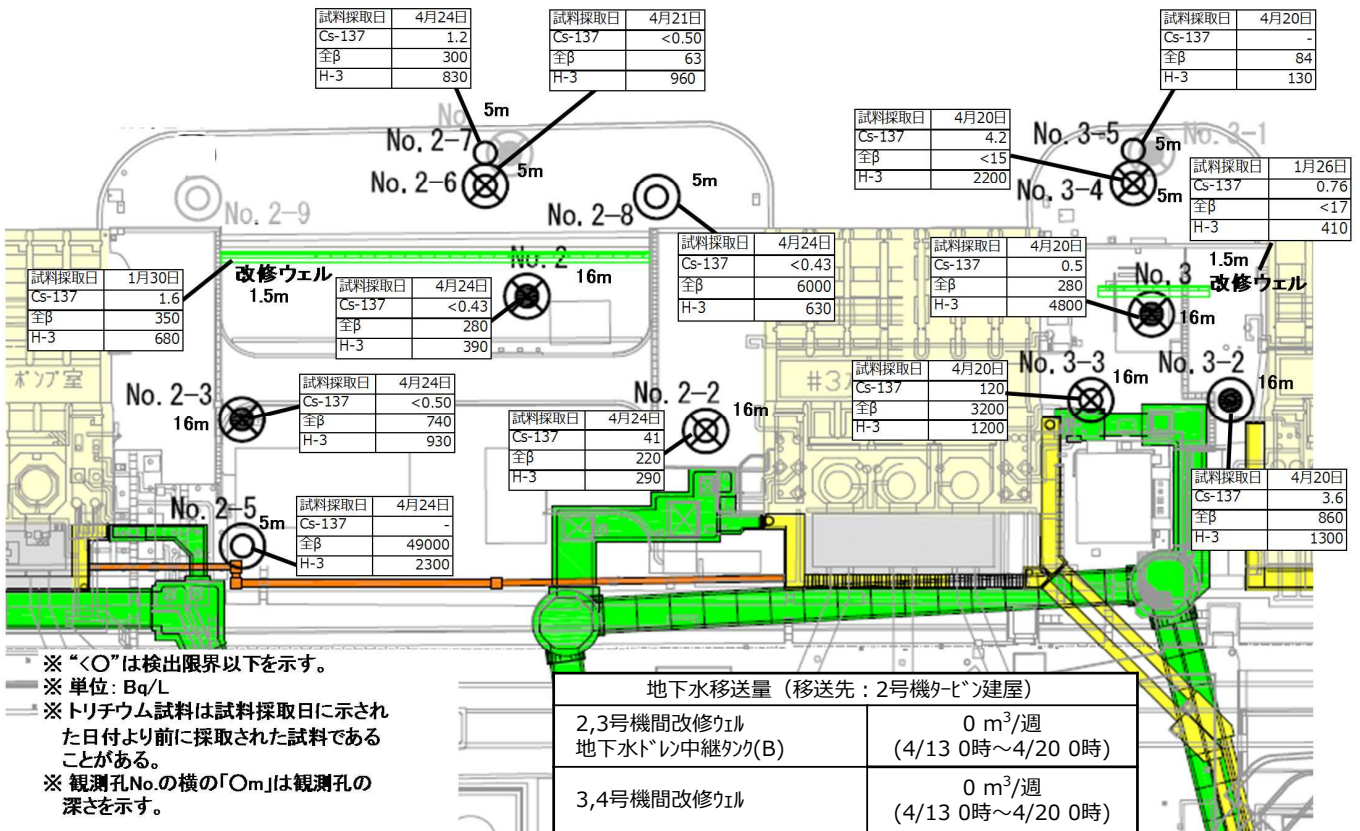 試料採取日 4月24日
Cs-137 1.2
全β 300
H-3 830
試料採取日 4月21日
Cs-137 <0.50
全β 63
H-3 960
試料採取日 4月20日
Cs-137 -
全β 84
H-3 130
No 5m
No. 2-7
No. 2-6 5m
No. 2-9
No. 2-8 5m
試料採取日 4月20日
Cs-137 4.2
全β <15
H-3 2200
No. 3-5 5m No. 3-1
No. 3-4 5m
試料採取日 1月26日
Cs-137 0.76
全β <17
H-3 410
試料採取日 1月30日
Cs-137 1.6
全β 350
H-3 680
改修ウェル
1.5m
No. 2 16m
試料採取日 4月24日
Cs-137 <0.43
全β 280
H-3 390
試料採取日 4月24日
Cs-137 <0.43
全β 6000
H-3 630
試料採取日 4月20日
Cs-137 0.5
全β 280
H-3 4800
1.5m
改修ウェル
No. 3
16m
ポンプ室
No. 2-3
16m
試料採取日 4月24日
Cs-137 <0.50
全β 740
H-3 930
No. 2-2
16m
試料採取日 4月24日
Cs-137 41
全β 220
H-3 290
#3
試料採取日 4月20日
Cs-137 120
全β 3200
H-3 1200
No. 3-3 16m
No. 3-2 16m
試料採取日 4月20日
Cs-137 3.6
全β 860
H-3 1300
No. 2-5
5m
試料採取日 4月24日
Cs-137 -
全β 49000
H-3 2300
※ “<○”は検出限界以下を示す。
※ 単位: Bq/L
※ トリチウム試料は試料採取日に示され
た日付より前に採取された試料である
ことがある。
※ 観測孔No.の横の「○m」は観測孔の
深さを示す。
地下水移送量（移送先：2号機ﾀｰﾋﾞﾝ建屋）
2,3号機間改修ｳｪﾙ
地下水ﾄﾞﾚﾝ中継ﾀﾝｸ(B)
0 m³/週
(4/13 0時～4/20 0時)
3,4号機間改修ｳｪﾙ
0 m³/週
(4/13 0時～4/20 0時)